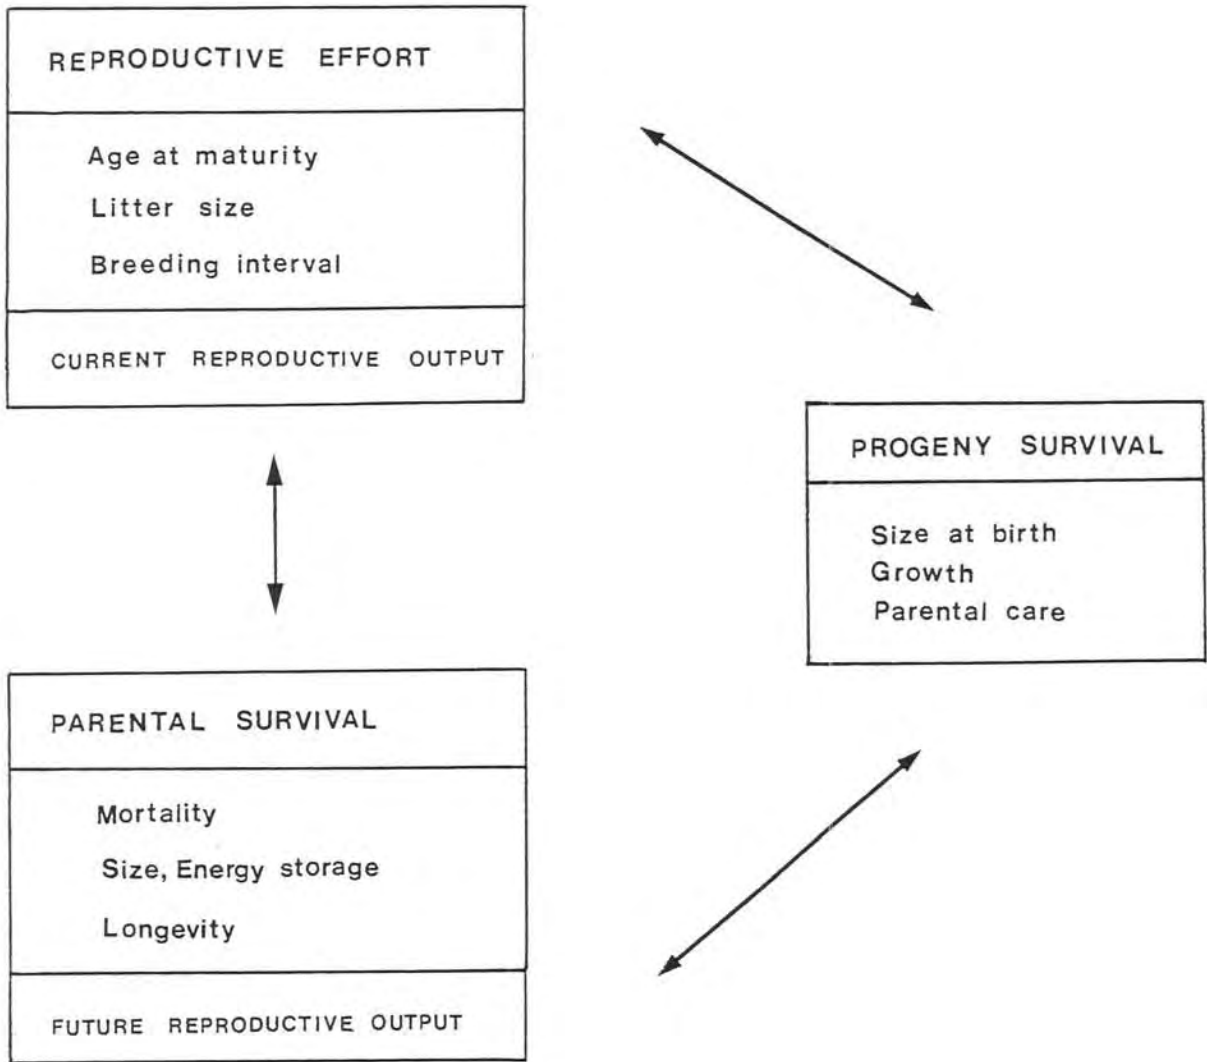 REPRODUCTIVE EFFORT
Age at maturity
Litter size
Breeding interval
CURRENT REPRODUCTIVE OUTPUT
PROGENY SURVIVAL
Size at birth
Growth
Parental care
PARENTAL SURVIVAL
Mortality
Size, Energy storage
Longevity
FUTURE REPRODUCTIVE OUTPUT